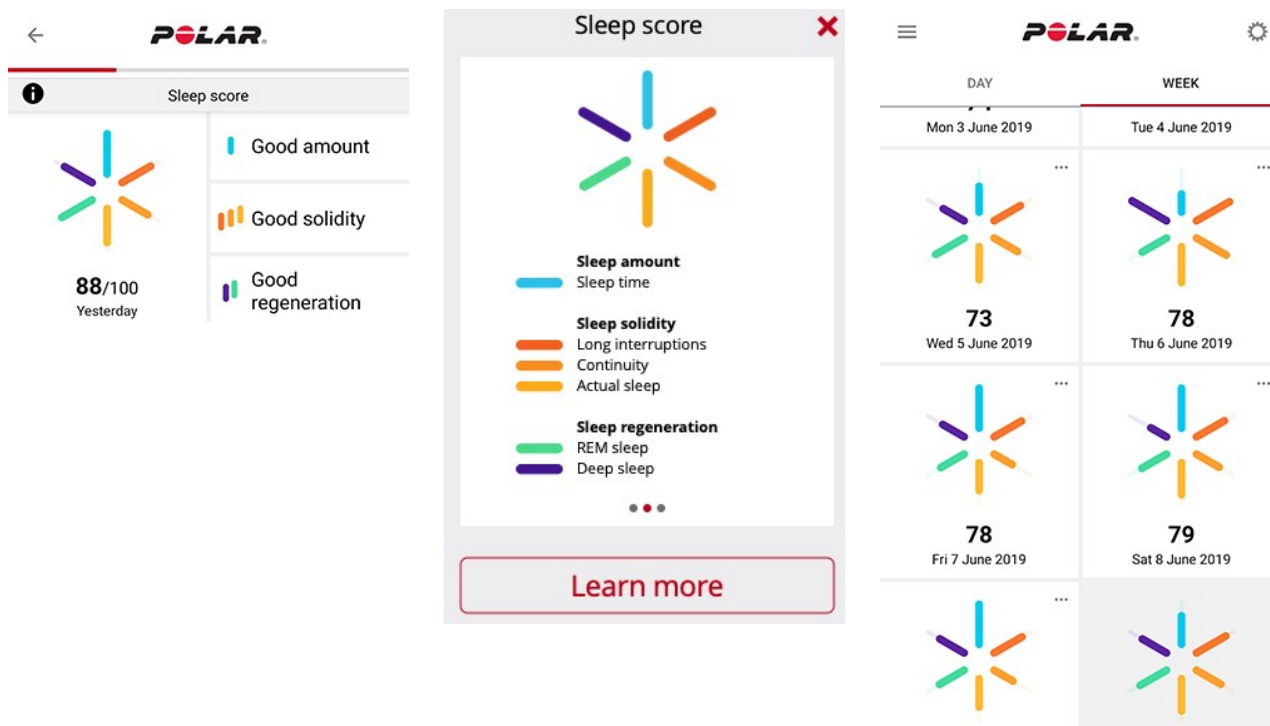 POLAR
Sleep score
Good amount
Good solidity
Good
regeneration
88/100
Yesterday
Sleep score
Sleep amount
Sleep time
Sleep solidity
Long interruptions
Continuity
Actual sleep
Sleep regeneration
REM sleep
Deep sleep
Learn more
POLAR
DAY WEEK
Mon 3 June 2019 Tue 4 June 2019
73 78
Wed 5 June 2019 Thu 6 June 2019
78 79
Fri 7 June 2019 Sat 8 June 2019